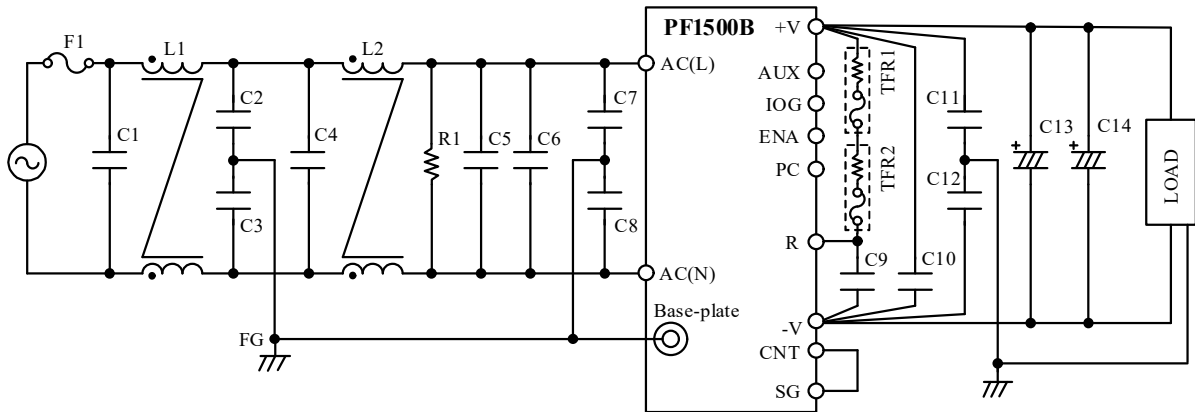 F1
L1
L2
C1
C2
C3
C4
R1
C5
C6
C7
C8
FG
PF1500B
AC(L)
AC(N)
Base-plate
+V
AUX
IOG
ENA
PC
R
-V
CNT
SG
TFR1
TFR2
C9
C10
C11
C12
+
C13
+
C14
LOAD